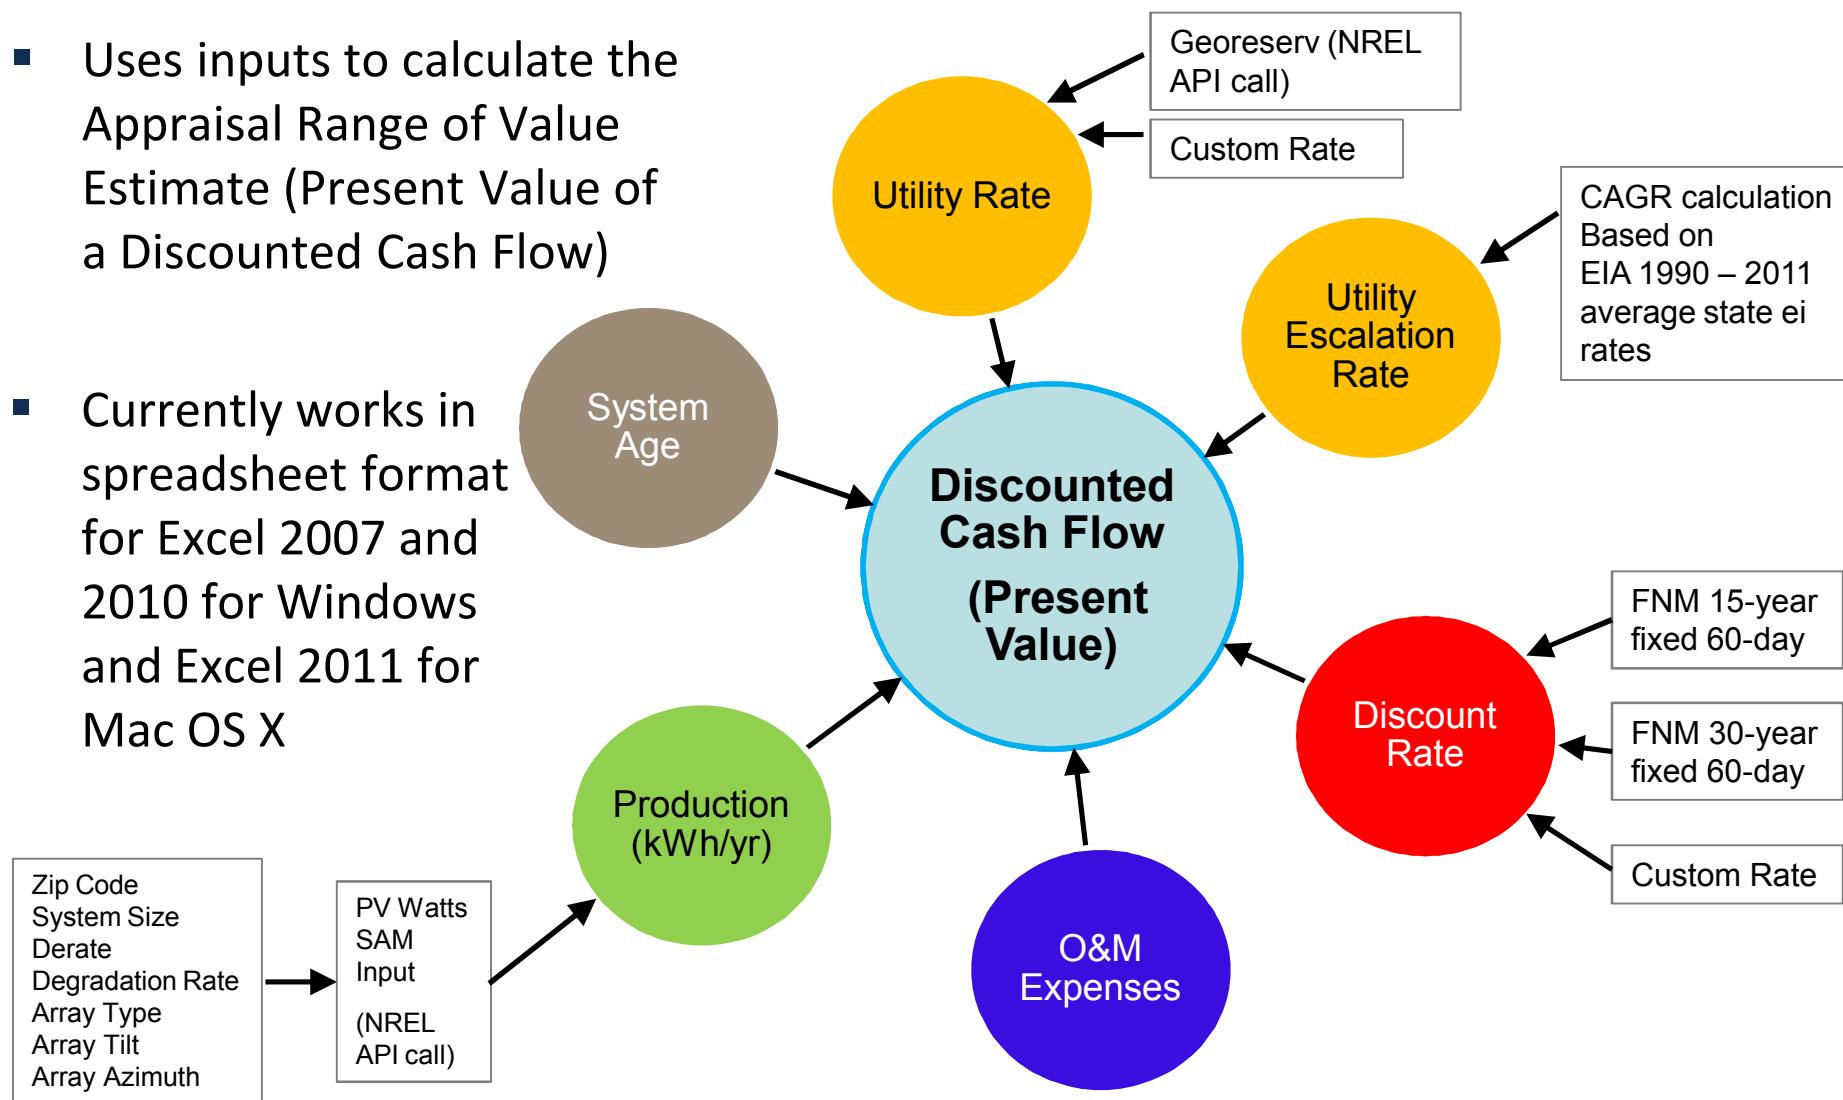 ▪ Uses inputs to calculate the
Appraisal Range of Value
Estimate (Present Value of
a Discounted Cash Flow)
▪ Currently works in
spreadsheet format
for Excel 2007 and
2010 for Windows
and Excel 2011 for
Mac OS X
Georeserv (NREL
API call)
Custom Rate
Utility Rate
CAGR calculation
Based on
EIA 1990 – 2011
average state ei
rates
Utility
Escalation
Rate
System
Age
Discounted
Cash Flow
(Present
Value)
FNM 15-year
fixed 60-day
FNM 30-year
fixed 60-day
Custom Rate
Discount
Rate
Production
(kWh/yr)
O&M
Expenses
Zip Code
System Size
Derate
Degradation Rate
Array Type
Array Tilt
Array Azimuth
PV Watts
SAM
Input
(NREL
API call)